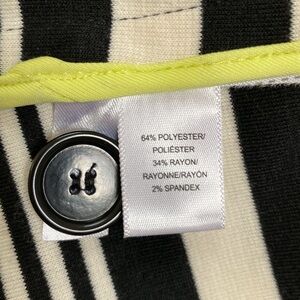 64% POLYESTER/
POLIÉSTER
34% RAYON/
RAYONNE/RAYÓN
2% SPANDEX